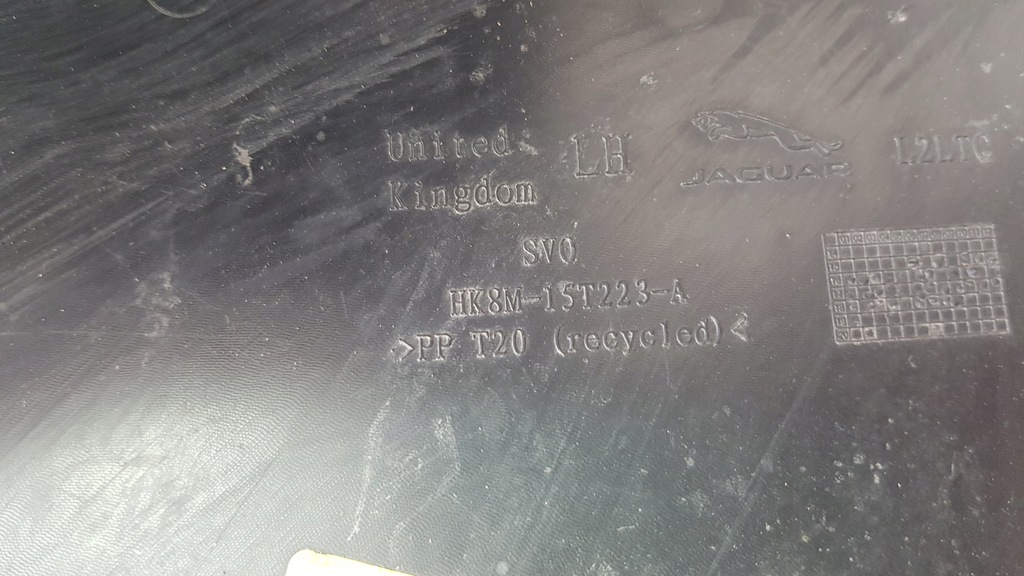 United LH JAGUAR L2LTC
Kingdom
SVO
HK8M-15T223-A
>PP T20 (recycled)<